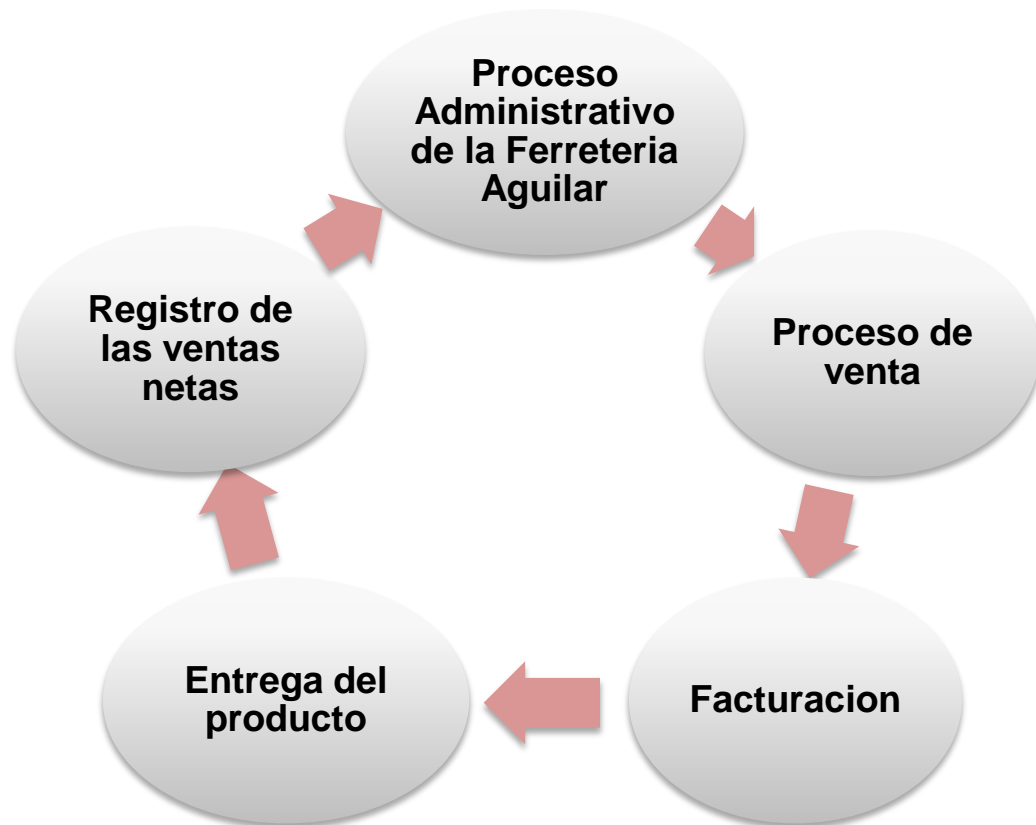 Proceso
Administrativo
de la Ferreteria
Aguilar
Proceso de
venta
Facturacion
Entrega del
producto
Registro de
las ventas
netas